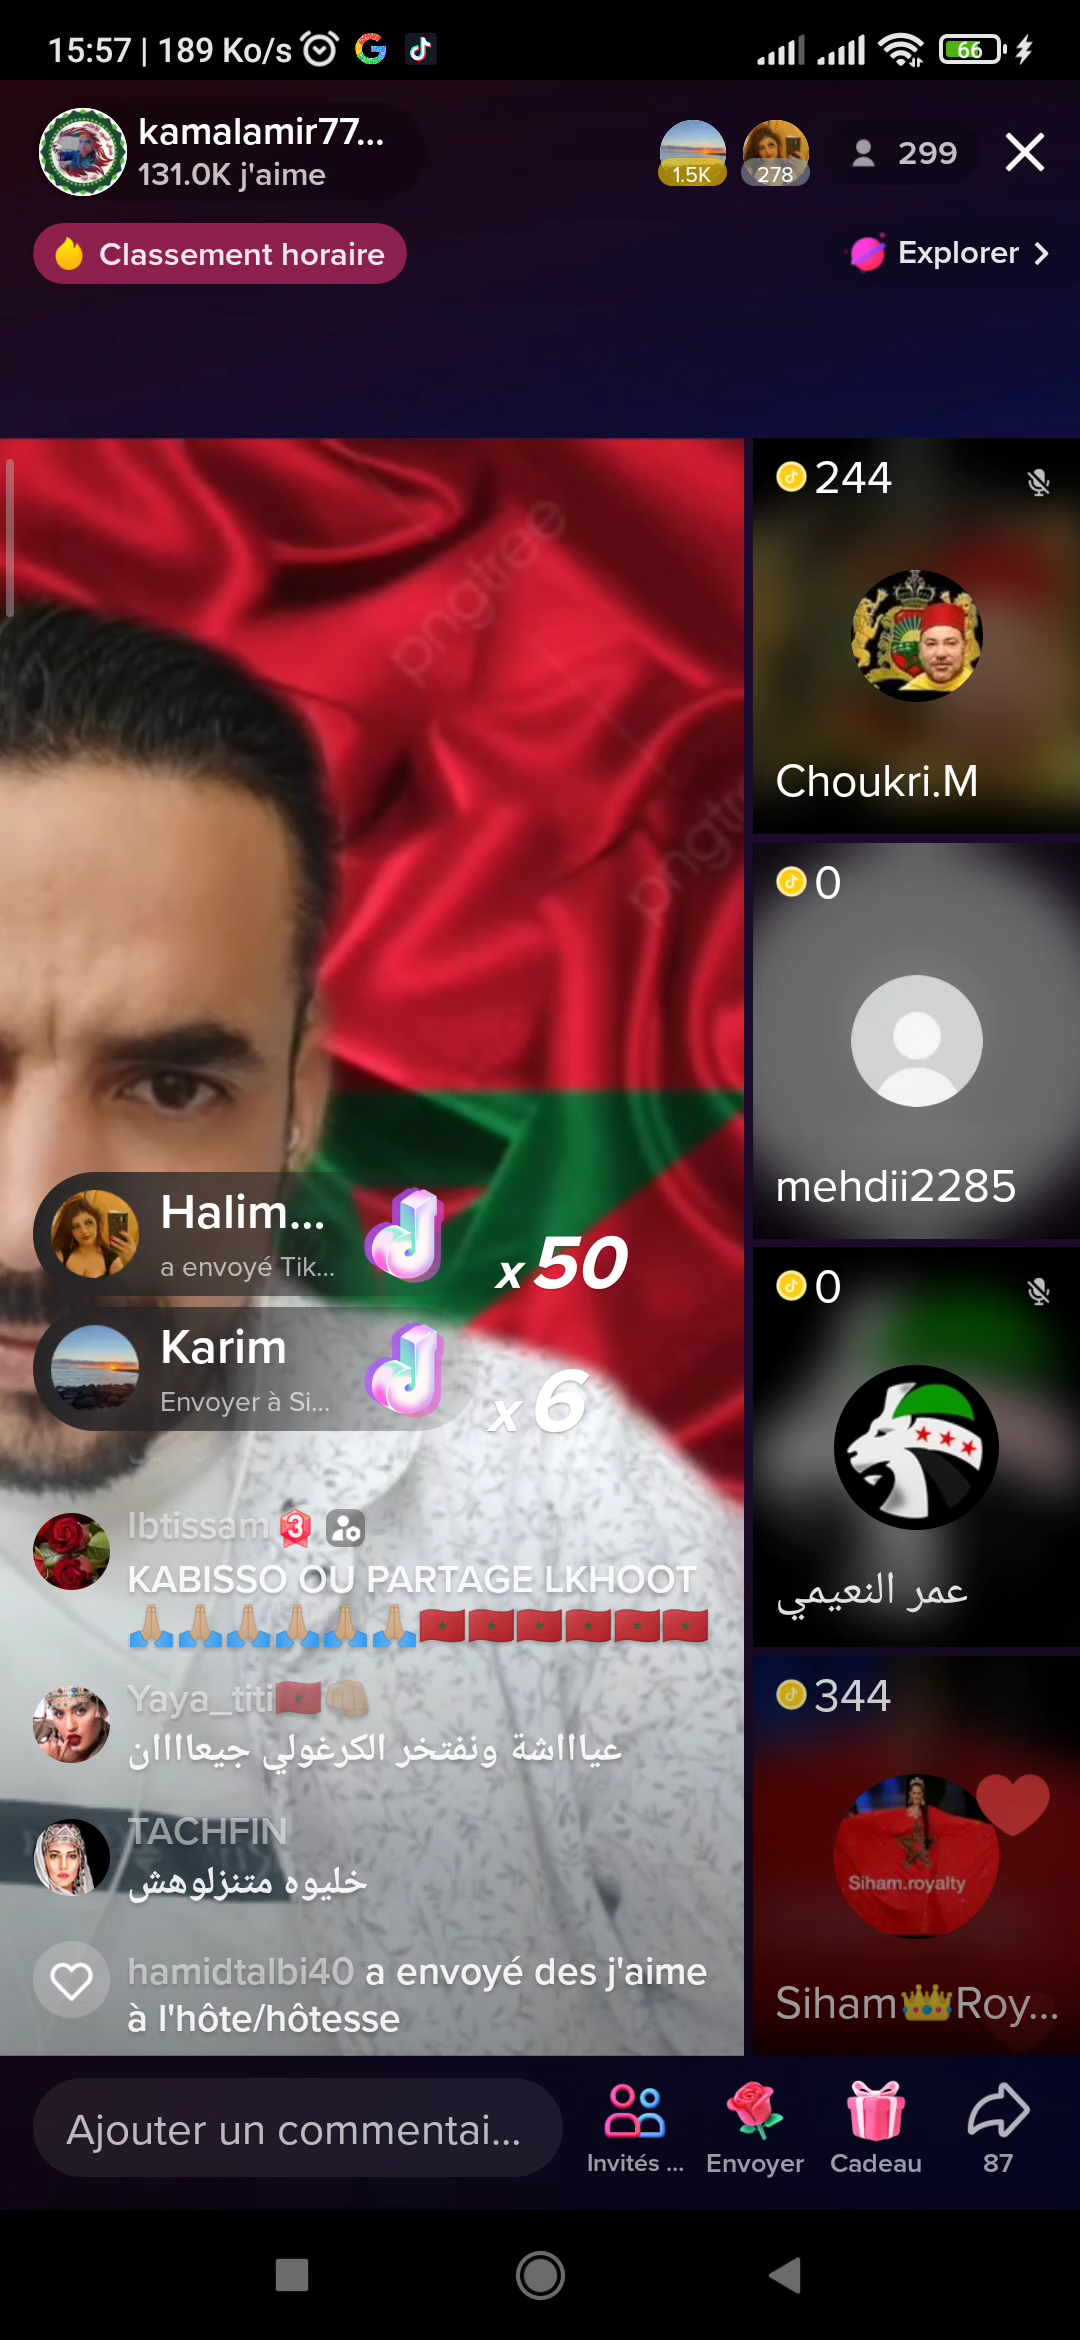 15:57 | 189 Ko/s
66
kamalamir77...
131.0K j'aime
1.5K
278
299
Classement horaire
Explorer
pngtree
244
Choukri.M
0
mehdii2285
0
عمر النعيمي
344
Siham.royalty
Siham👑Roy...
Halim...
a envoyé Tik...
x50
Karim
Envoyer à Si...
x6
Ibtissam 3
KABISSO OU PARTAGE LKHOOT
🙏🏼🙏🏼🙏🏼🙏🏼🙏🏼🙏🏼🇲🇦🇲🇦🇲🇦🇲🇦🇲🇦🇲🇦
Yaya_titi🇲🇦👊🏼
عيااااشة ونفتخر الكرغولي جيعاااان
TACHFIN
خليوه متنزلوهش
hamidtalbi40 a envoyé des j'aime
à l'hôte/hôtesse
Ajouter un commentai...
Invités ...
Envoyer
Cadeau
87